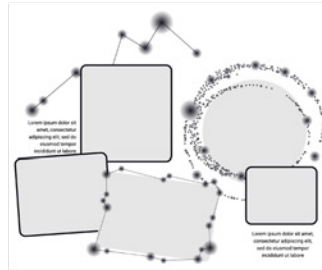 Lorem ipsum dolor sit
amet, consectetur
adipiscing elit, sed do
eiusmod tempor
incididunt ut labore
Lorem ipsum dolor sit amet,
consectetur adipiscing elit, sed do
eiusmod tempor incididunt ut labore